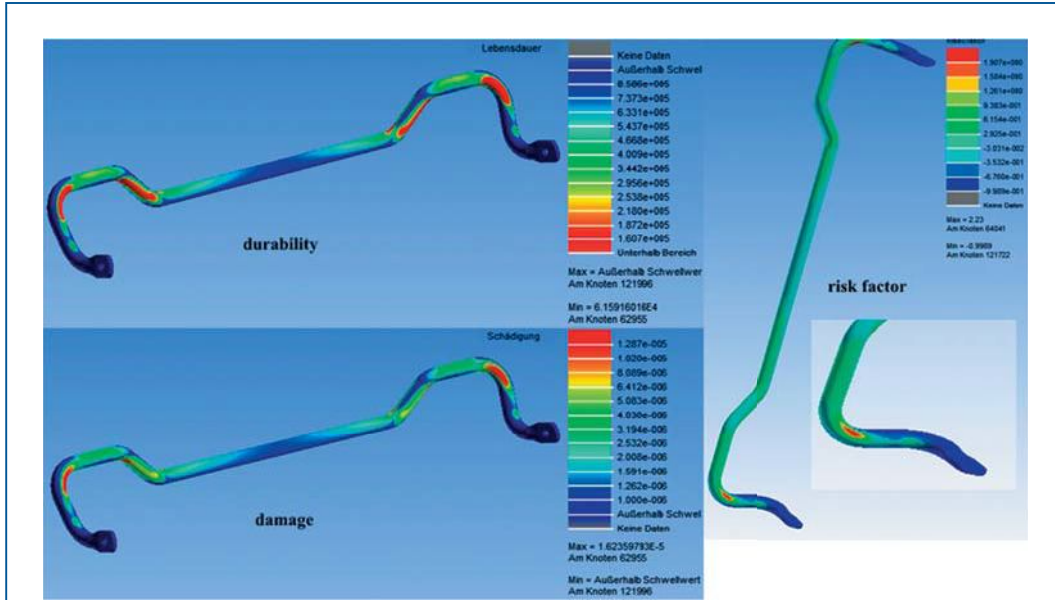 Lebensdauer
Keine Daten
Außerhalb Schwel
8.586e+005
7.373e+005
6.331e+005
5.437e+005
4.668e+005
4.009e+005
3.442e+005
2.956e+005
2.538e+005
2.180e+005
1.872e+005
1.607e+005
Unterhalb Bereich
Max = Außerhalb Schwellwer
Am Knoten 121996
Min = 6.15916016E4
Am Knoten 62955
durability
Schädigung
1.287e-005
1.020e-005
8.089e-006
6.412e-006
5.083e-006
4.030e-006
3.194e-006
2.532e-006
2.008e-006
1.591e-006
1.262e-006
1.000e-006
Außerhalb Schwel
Keine Daten
Max = 1.62359793E-5
Am Knoten 62955
Min = Außerhalb Schwellwert
Am Knoten 121996
damage
1.907e+000
1.584e+000
1.261e+000
9.383e-001
6.154e-001
2.925e-001
-3.031e-002
-3.532e-001
-6.760e-001
-9.989e-001
Keine Daten
Max = 2.23
Am Knoten 64041
Min = -0.9989
Am Knoten 121722
risk factor